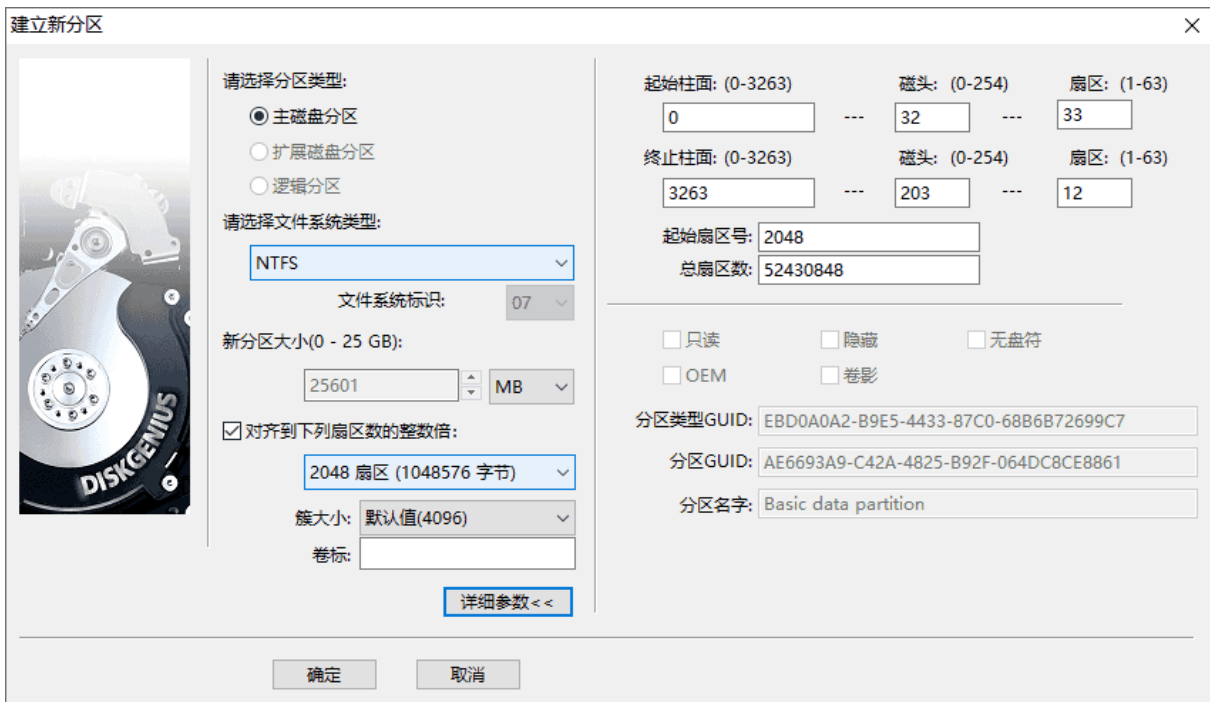 建立新分区
请选择分区类型:
主磁盘分区
扩展磁盘分区
逻辑分区
请选择文件系统类型:
NTFS
文件系统标识:
07
新分区大小(0 - 25 GB):
25601
MB
对齐到下列扇区数的整数倍:
2048 扇区 (1048576 字节)
簇大小: 默认值(4096)
卷标:
详细参数<<
DISKGENIUS
起始柱面: (0-3263) 磁头: (0-254) 扇区: (1-63)
0 --- 32 --- 33
终止柱面: (0-3263) 磁头: (0-254) 扇区: (1-63)
3263 --- 203 --- 12
起始扇区号: 2048
总扇区数: 52430848
只读 隐藏 无盘符
OEM 卷影
分区类型GUID: EBD0A0A2-B9E5-4433-87C0-68B6B72699C7
分区GUID: AE6693A9-C42A-4825-B92F-064DC8CE8861
分区名字: Basic data partition
确定 取消